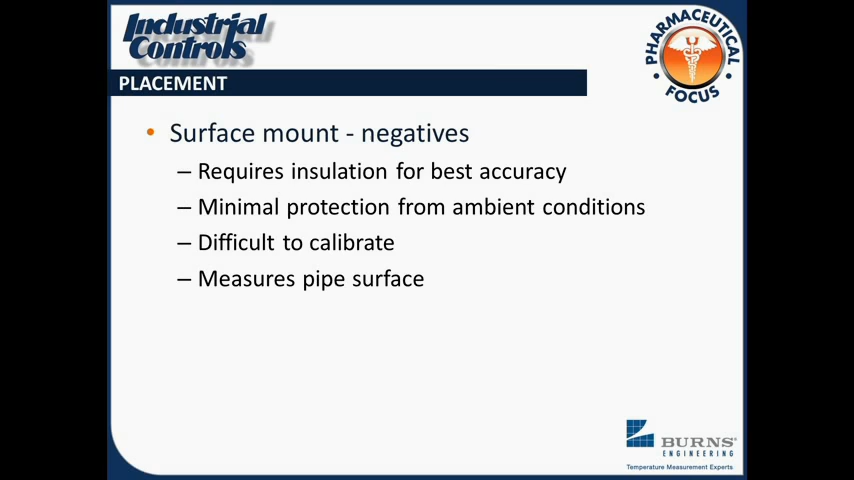 Industrial
Controls
PHARMACEUTICAL
FOCUS
PLACEMENT
• Surface mount - negatives
– Requires insulation for best accuracy
– Minimal protection from ambient conditions
– Difficult to calibrate
– Measures pipe surface
BURNS®
ENGINEERING
Temperature Measurement Experts